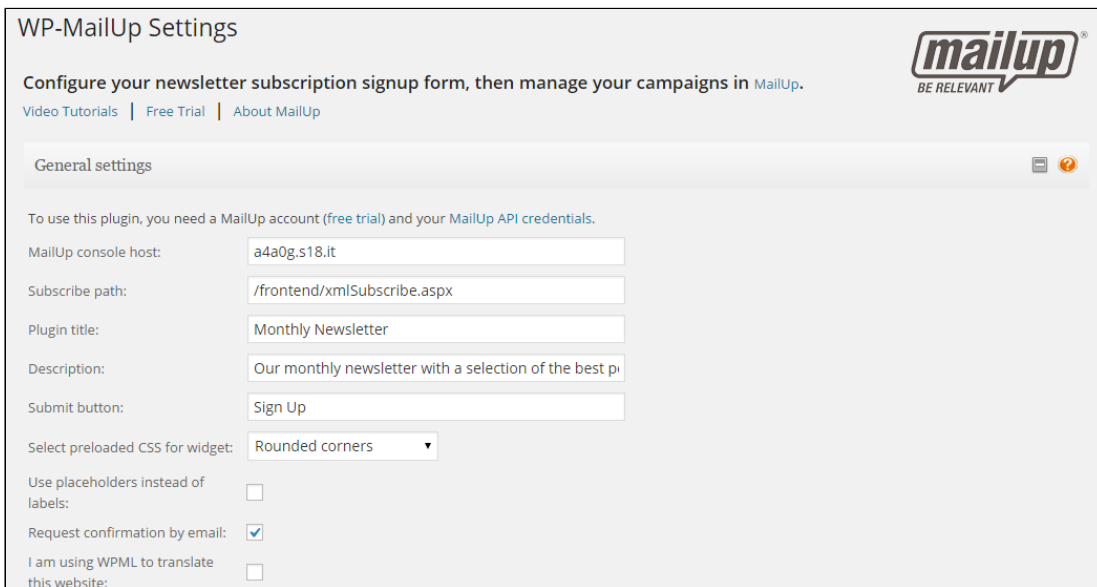 WP-MailUp Settings
mailup®
BE RELEVANT
Configure your newsletter subscription signup form, then manage your campaigns in MailUp.
Video Tutorials | Free Trial | About MailUp
General settings
To use this plugin, you need a MailUp account (free trial) and your MailUp API credentials.
MailUp console host: a4a0g.s18.it
Subscribe path: /frontend/xmlSubscribe.aspx
Plugin title: Monthly Newsletter
Description: Our monthly newsletter with a selection of the best
Submit button: Sign Up
Select preloaded CSS for widget: Rounded corners
Use placeholders instead of
labels:
Request confirmation by email:
I am using WPML to translate
this website: